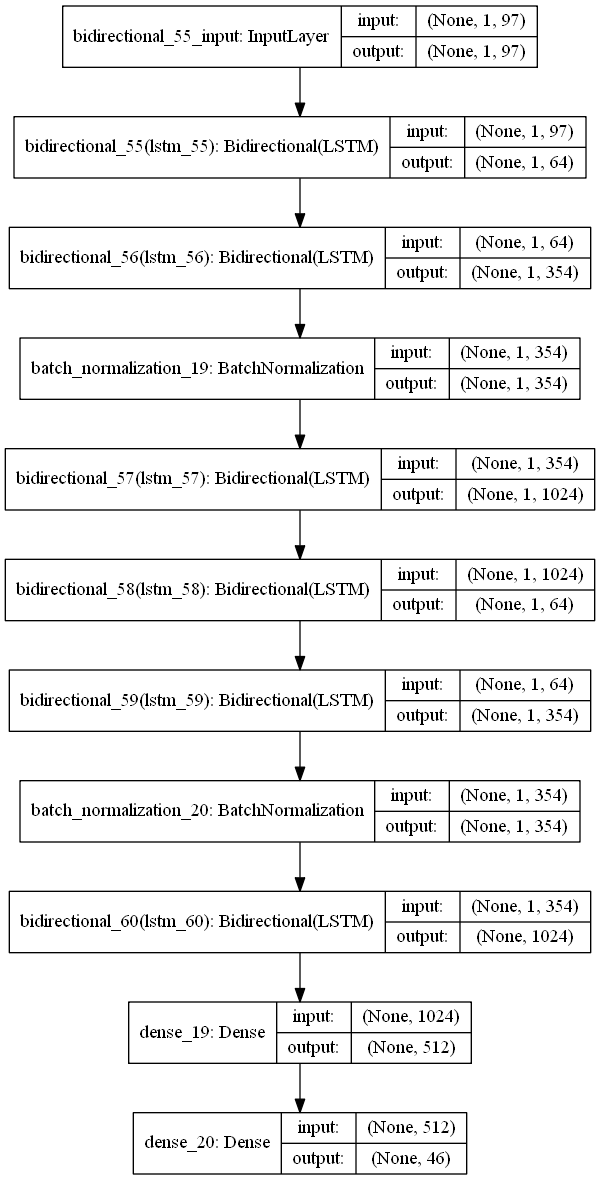 bidirectional_55_input: InputLayer input: (None, 1, 97)
output: (None, 1, 97)
bidirectional_55(lstm_55): Bidirectional(LSTM) input: (None, 1, 97)
output: (None, 1, 64)
bidirectional_56(lstm_56): Bidirectional(LSTM) input: (None, 1, 64)
output: (None, 1, 354)
batch_normalization_19: BatchNormalization input: (None, 1, 354)
output: (None, 1, 354)
bidirectional_57(lstm_57): Bidirectional(LSTM) input: (None, 1, 354)
output: (None, 1, 1024)
bidirectional_58(lstm_58): Bidirectional(LSTM) input: (None, 1, 1024)
output: (None, 1, 64)
bidirectional_59(lstm_59): Bidirectional(LSTM) input: (None, 1, 64)
output: (None, 1, 354)
batch_normalization_20: BatchNormalization input: (None, 1, 354)
output: (None, 1, 354)
bidirectional_60(lstm_60): Bidirectional(LSTM) input: (None, 1, 354)
output: (None, 1024)
dense_19: Dense input: (None, 1024)
output: (None, 512)
dense_20: Dense input: (None, 512)
output: (None, 46)